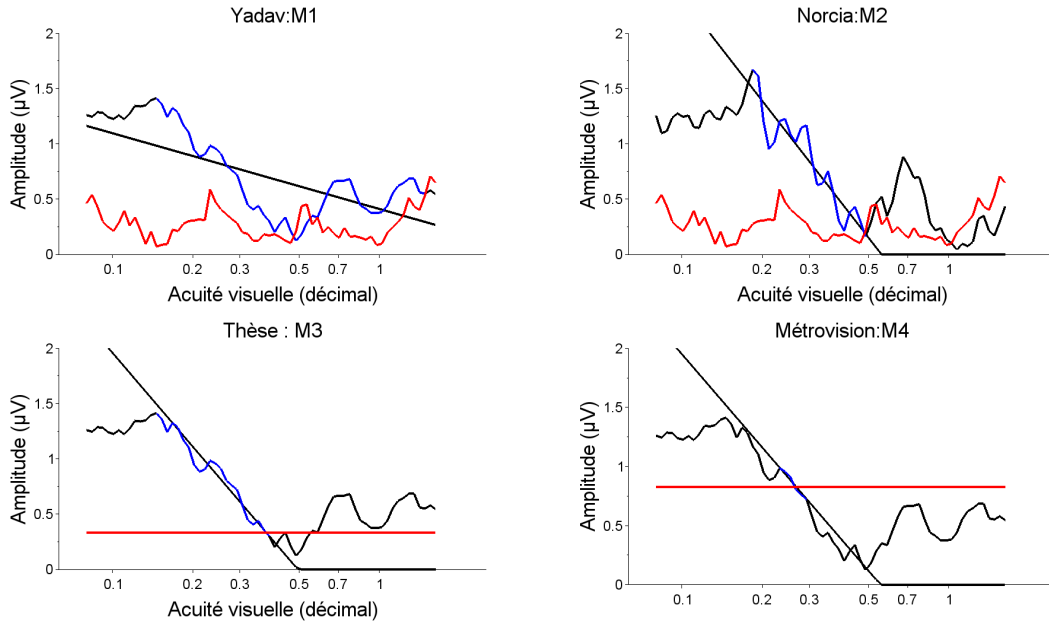 Yadav:M1
Amplitude (µV)
2
1.5
1
0.5
0
0.1 0.2 0.3 0.5 0.7 1
Acuité visuelle (décimal)
Norcia:M2
Amplitude (µV)
2
1.5
1
0.5
0
0.1 0.2 0.3 0.5 0.7 1
Acuité visuelle (décimal)
Thèse : M3
Amplitude (µV)
2
1.5
1
0.5
0
0.1 0.2 0.3 0.5 0.7 1
Acuité visuelle (décimal)
Métrovision:M4
Amplitude (µV)
2
1.5
1
0.5
0
0.1 0.2 0.3 0.5 0.7 1
Acuité visuelle (décimal)